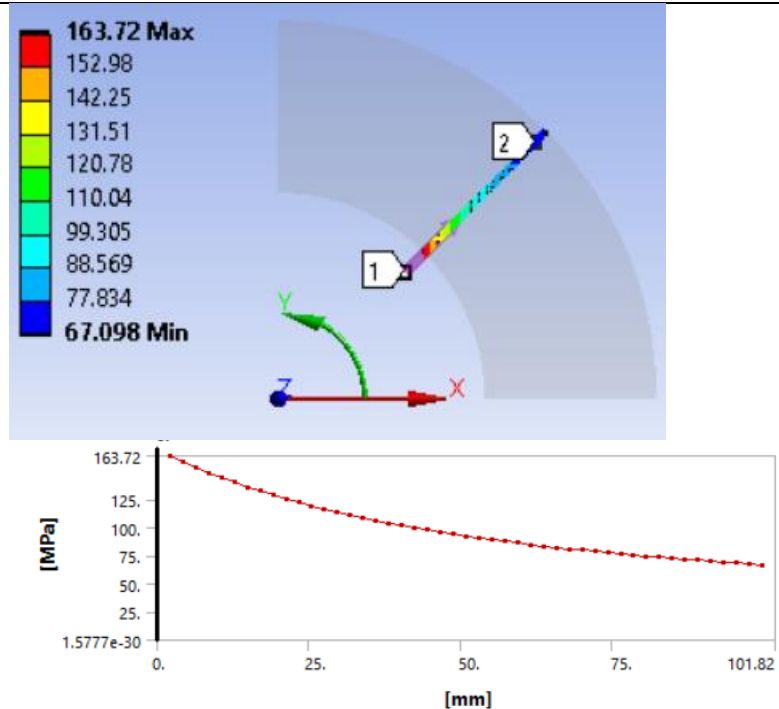 163.72 Max
152.98
142.25
131.51
120.78
110.04
99.305
88.569
77.834
67.098 Min
2
1
Y
Z
X
163.72
125.
100.
75.
50.
25.
1.5777e-30
[MPa]
0.
25.
50.
75.
101.82
[mm]